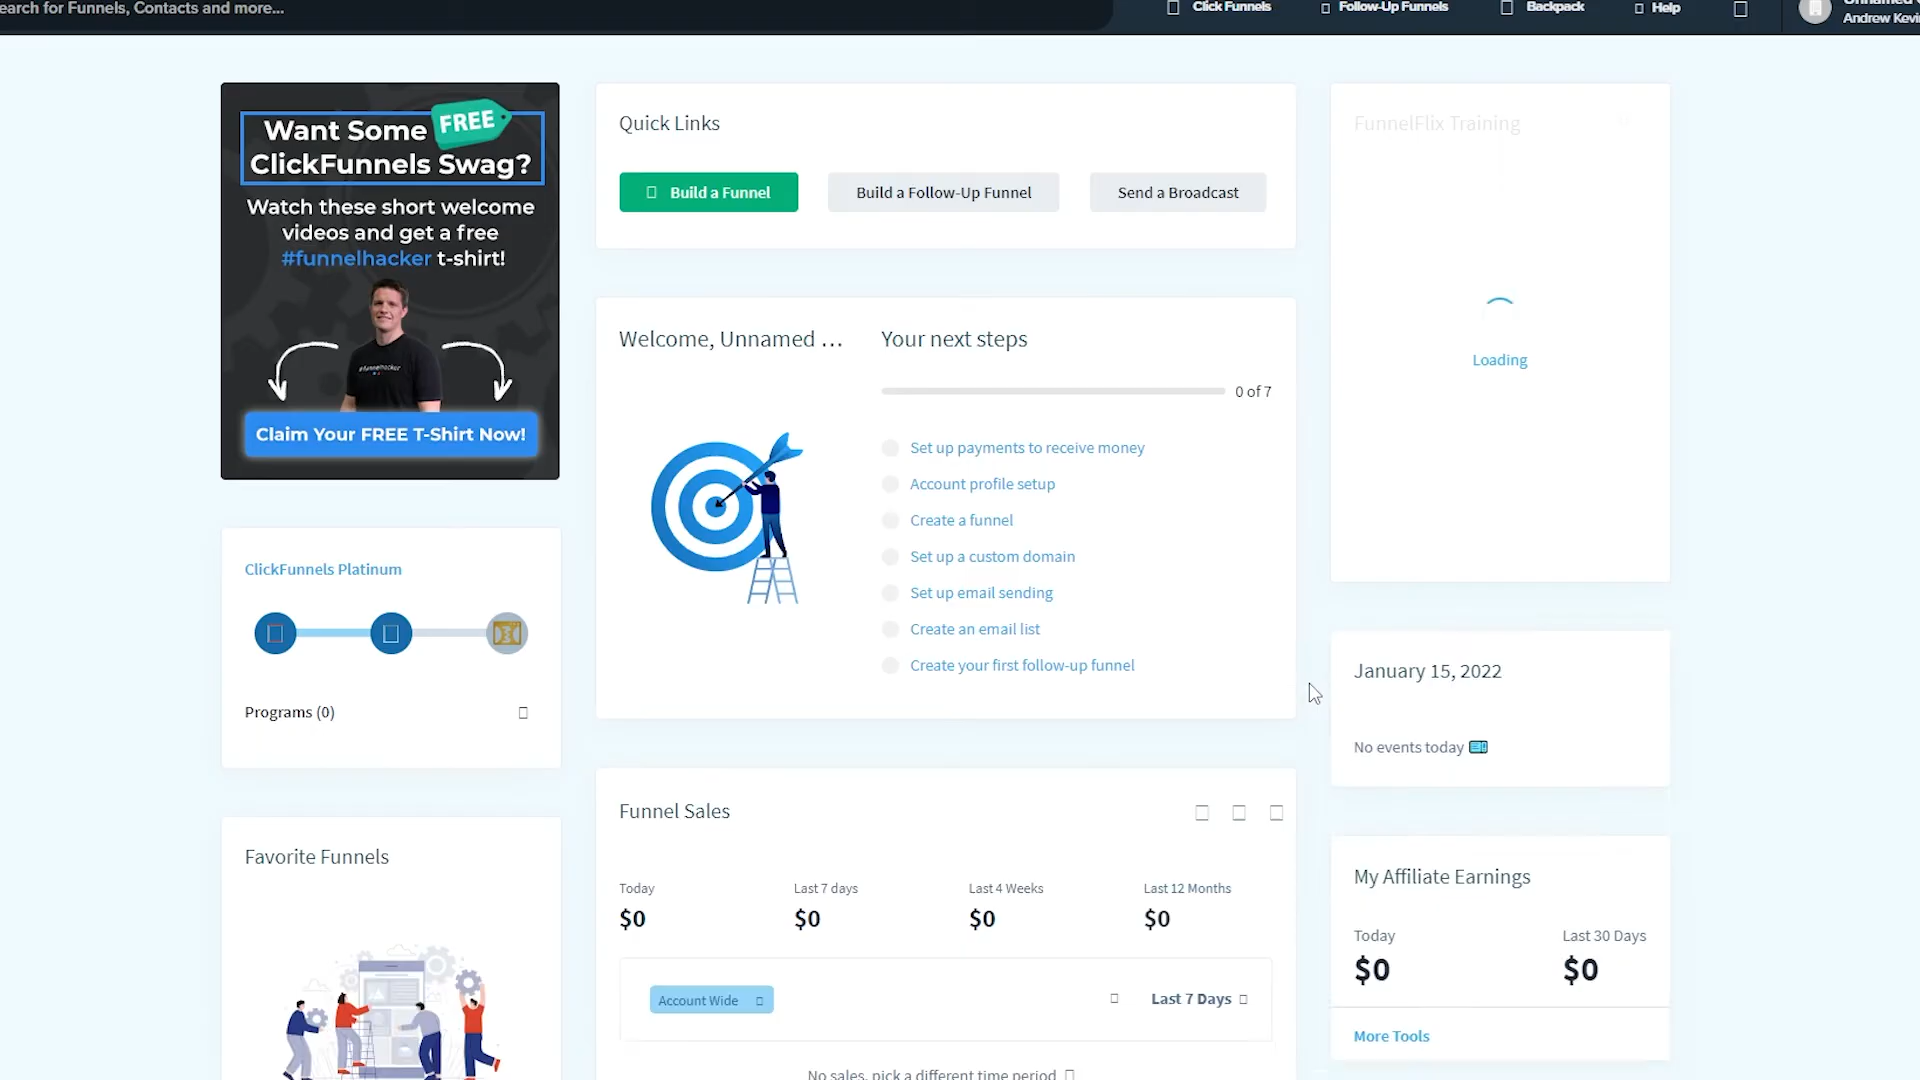 earch for Funnels, Contacts and more...
Click Funnels
Follow-Up Funnels
Backpack
Help
Andrew Kevi
Want Some FREE
ClickFunnels Swag?
Watch these short welcome
videos and get a free
#funnelhacker t-shirt!
#funnelhacker
Claim Your FREE T-Shirt Now!
ClickFunnels Platinum
Programs (0)
Favorite Funnels
Quick Links
Build a Funnel
Build a Follow-Up Funnel
Send a Broadcast
Welcome, Unnamed ...
Your next steps
0 of 7
Set up payments to receive money
Account profile setup
Create a funnel
Set up a custom domain
Set up email sending
Create an email list
Create your first follow-up funnel
Funnel Sales
Today
$0
Last 7 days
$0
Last 4 Weeks
$0
Last 12 Months
$0
Account Wide
Last 7 Days
No sales, pick a different time period
FunnelFlix Training
Loading
January 15, 2022
No events today
My Affiliate Earnings
Today
$0
Last 30 Days
$0
More Tools